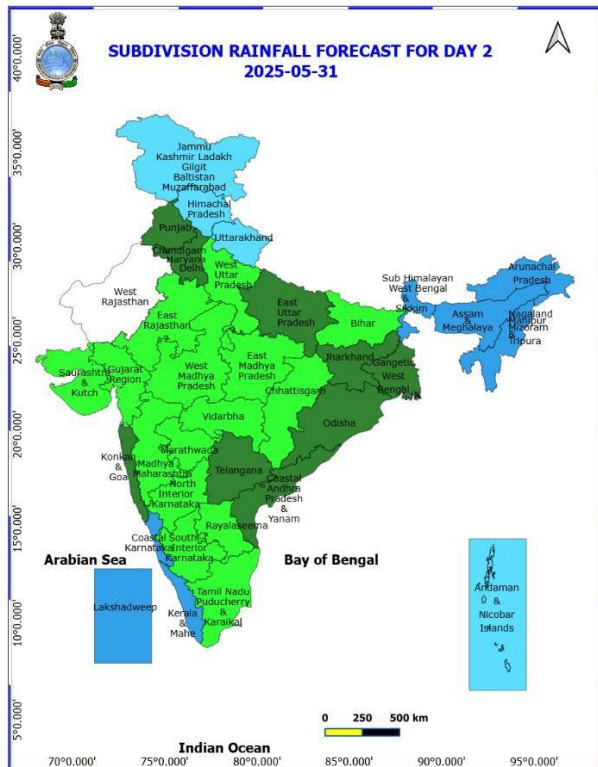 SUBDIVISION RAINFALL FORECAST FOR DAY 2
2025-05-31
40°0.000'
35°0.000'
30°0.000'
25°0.000'
20°0.000'
15°0.000'
10°0.000'
5°0.000'
Jammu
Kashmir Ladakh
Gilgit
Baltistan
Muzaffarabad
Himachal
Pradesh
Punjab
Uttarakhand
Chandigarh
Haryana
Delhi
West
Uttar
Pradesh
West
Rajasthan
East
Uttar
Pradesh
Sub Himalayan
West Bengal
&
Sikkim
Arunachal
Pradesh
Assam
&
Meghalaya
Nagaland
Manipur
Mizoram
&
Tripura
East
Rajasthan
Bihar
Saurashtra
&
Kutch
Gujarat
Region
West
Madhya
Pradesh
East
Madhya
Pradesh
Jharkhand
Gangetic
West
Bengal
Chhattisgarh
Vidarbha
Odisha
Konkan
&
Goa
Marathwada
Madhya
Maharashtra
Telangana
North
Interior
Karnataka
Coastal
Andhra
Pradesh
&
Yanam
Rayalaseema
Coastal
Karnataka
South
Interior
Karnataka
Arabian Sea
Bay of Bengal
Lakshadweep
Kerala
&
Mahe
Tamil Nadu
Puducherry
&
Karaikal
Andaman
&
Nicobar
Islands
0 250 500 km
Indian Ocean
70°0.000' 75°0.000' 80°0.000' 85°0.000' 90°0.000' 95°0.000'